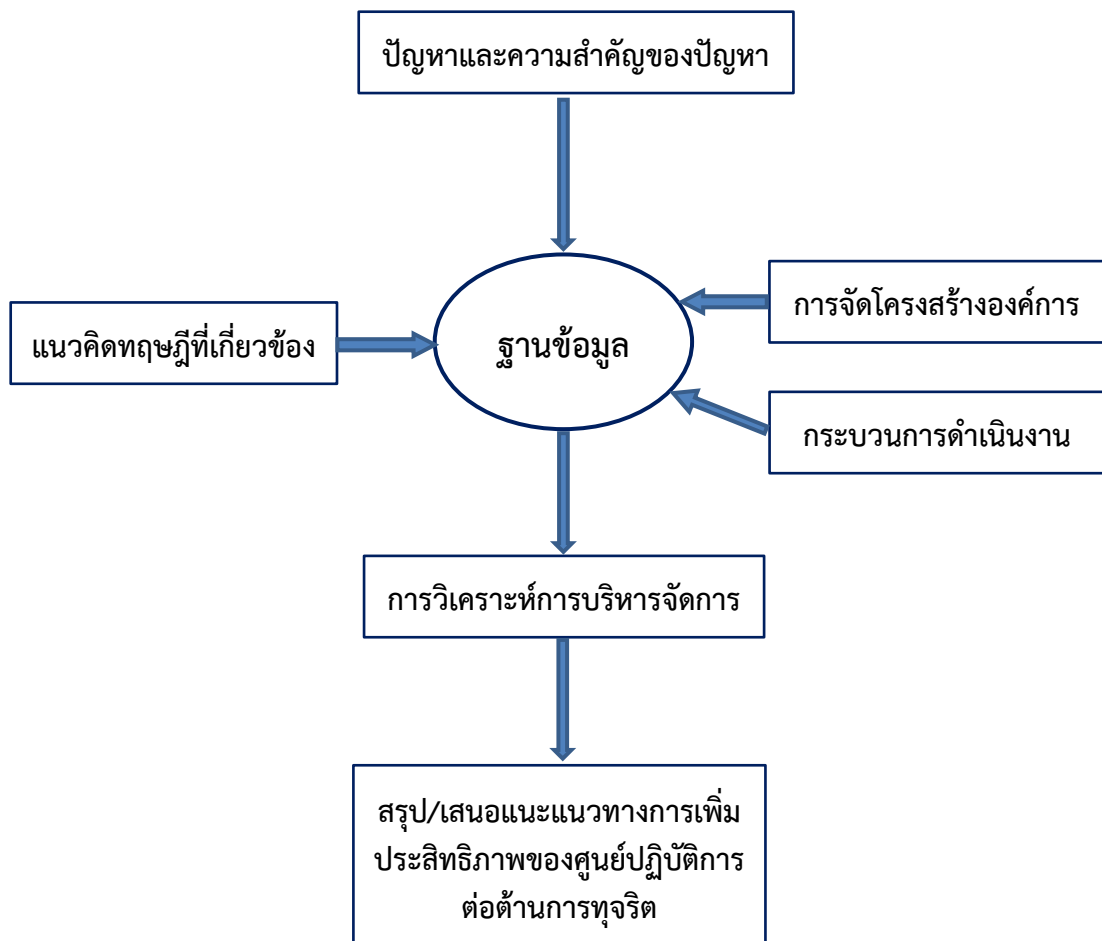 ปัญหาและความสำคัญของปัญหา
การจัดโครงสร้างองค์การ
แนวคิดทฤษฎีที่เกี่ยวข้อง
ฐานข้อมูล
กระบวนการดำเนินงาน
การวิเคราะห์การบริหารจัดการ
สรุป/เสนอแนะแนวทางการเพิ่ม
ประสิทธิภาพของศูนย์ปฏิบัติการ
ต่อต้านการทุจริต